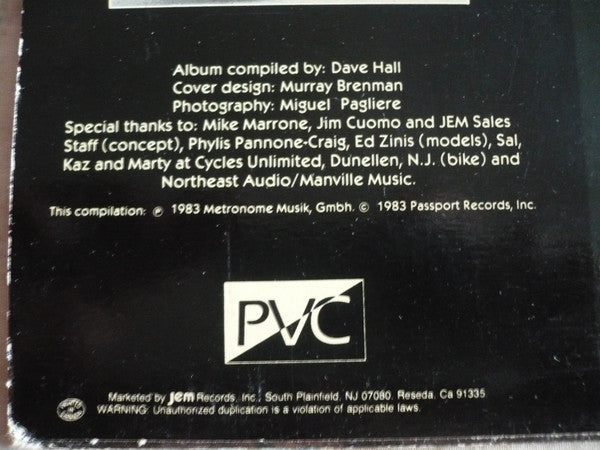 Album compiled by: Dave Hall
Cover design: Murray Brenman
Photography: Miguel Pagliere
Special thanks to: Mike Marrone, Jim Cuomo and JEM Sales
Staff (concept), Phylis Pannone-Craig, Ed Zinis (models), Sal,
Kaz and Marty at Cycles Unlimited, Dunellen, N.J. (bike) and
Northeast Audio/Manville Music.
This compilation: ℗ 1983 Metronome Musik, Gmbh. © 1983 Passport Records, Inc.
PVC
Marketed by jem Records, Inc., South Plainfield, NJ 07080, Reseda, Ca 91335
WARNING: Unauthorized duplication is a violation of applicable laws.